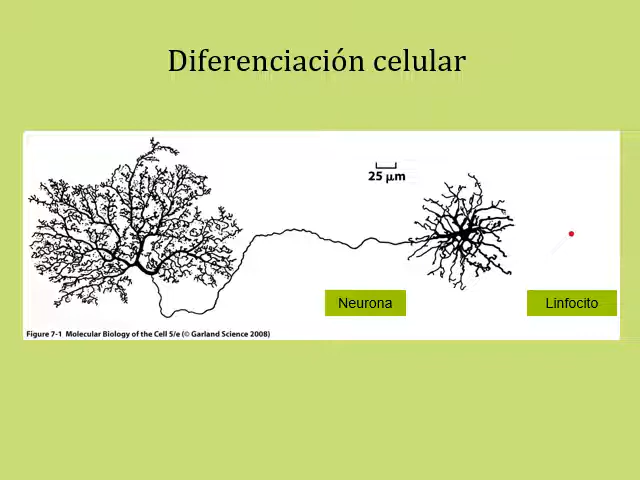 Diferenciación celular
25 μm
Neurona
Linfocito
Figure 7-1 Molecular Biology of the Cell 5/e (© Garland Science 2008)